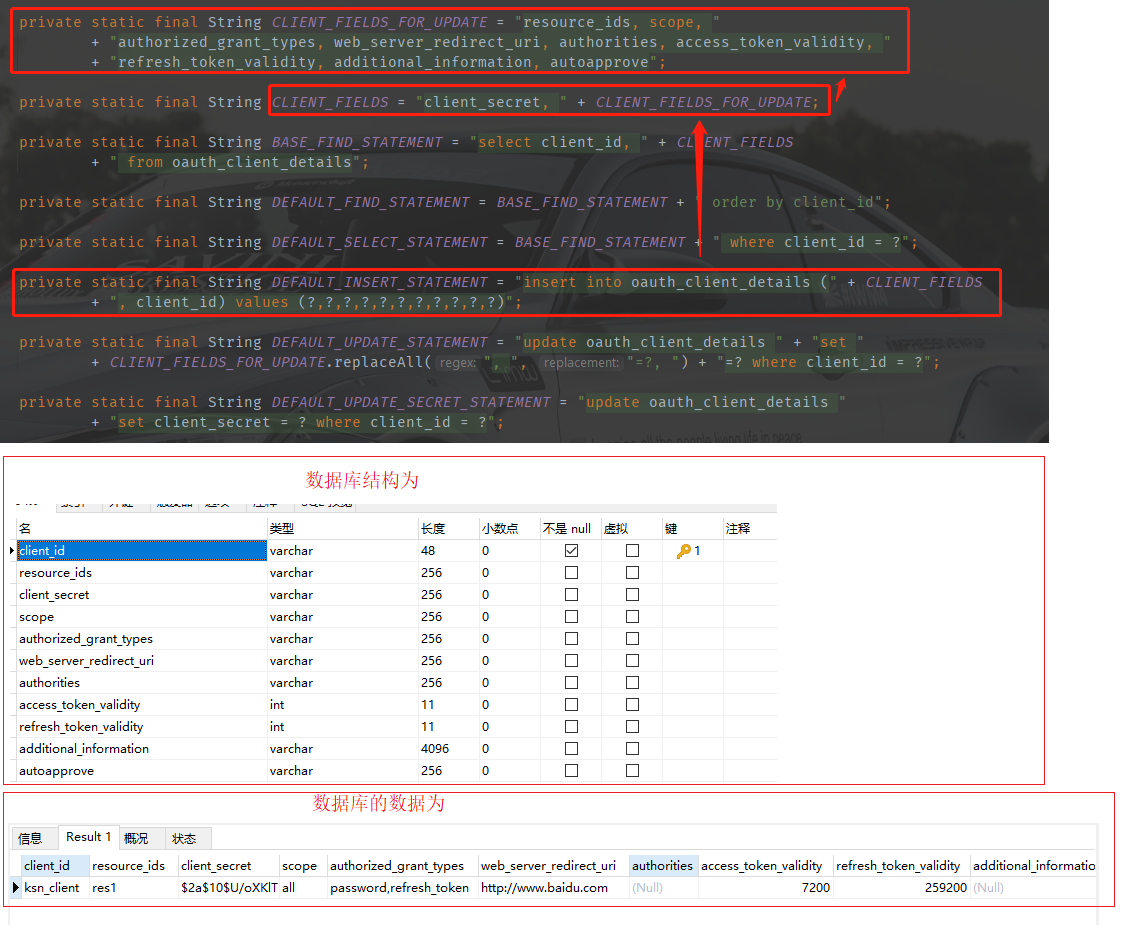 private static final String CLIENT_FIELDS_FOR_UPDATE = "resource_ids, scope, "
+ "authorized_grant_types, web_server_redirect_uri, authorities, access_token_validity, "
+ "refresh_token_validity, additional_information, autoapprove";
private static final String CLIENT_FIELDS = "client_secret, " + CLIENT_FIELDS_FOR_UPDATE;
private static final String BASE_FIND_STATEMENT = "select client_id, " + CLIENT_FIELDS
+ " from oauth_client_details";
private static final String DEFAULT_FIND_STATEMENT = BASE_FIND_STATEMENT + " order by client_id";
private static final String DEFAULT_SELECT_STATEMENT = BASE_FIND_STATEMENT + " where client_id = ?";
private static final String DEFAULT_INSERT_STATEMENT = "insert into oauth_client_details (" + CLIENT_FIELDS
+ ", client_id) values (?,?,?,?,?,?,?,?,?,?,?)";
private static final String DEFAULT_UPDATE_STATEMENT = "update oauth_client_details " + "set "
+ CLIENT_FIELDS_FOR_UPDATE.replaceAll( regex: ", ", replacement: "=?, ") + "=? where client_id = ?";
private static final String DEFAULT_UPDATE_SECRET_STATEMENT = "update oauth_client_details "
+ "set client_secret = ? where client_id = ?";
数据库结构为
名 类型 长度 小数点 不是 null 虚拟 键 注释
client_id varchar 48 0 1
resource_ids varchar 256 0
client_secret varchar 256 0
scope varchar 256 0
authorized_grant_types varchar 256 0
web_server_redirect_uri varchar 256 0
authorities varchar 256 0
access_token_validity int 11 0
refresh_token_validity int 11 0
additional_information varchar 4096 0
autoapprove varchar 256 0
数据库的数据为
信息 Result 1 概况 状态
client_id resource_ids client_secret scope authorized_grant_types web_server_redirect_uri authorities access_token_validity refresh_token_validity additional_informatio
ksn_client res1 $2a$10$U/oXKlT all password,refresh_token http://www.baidu.com (Null) 7200 259200 (Null)